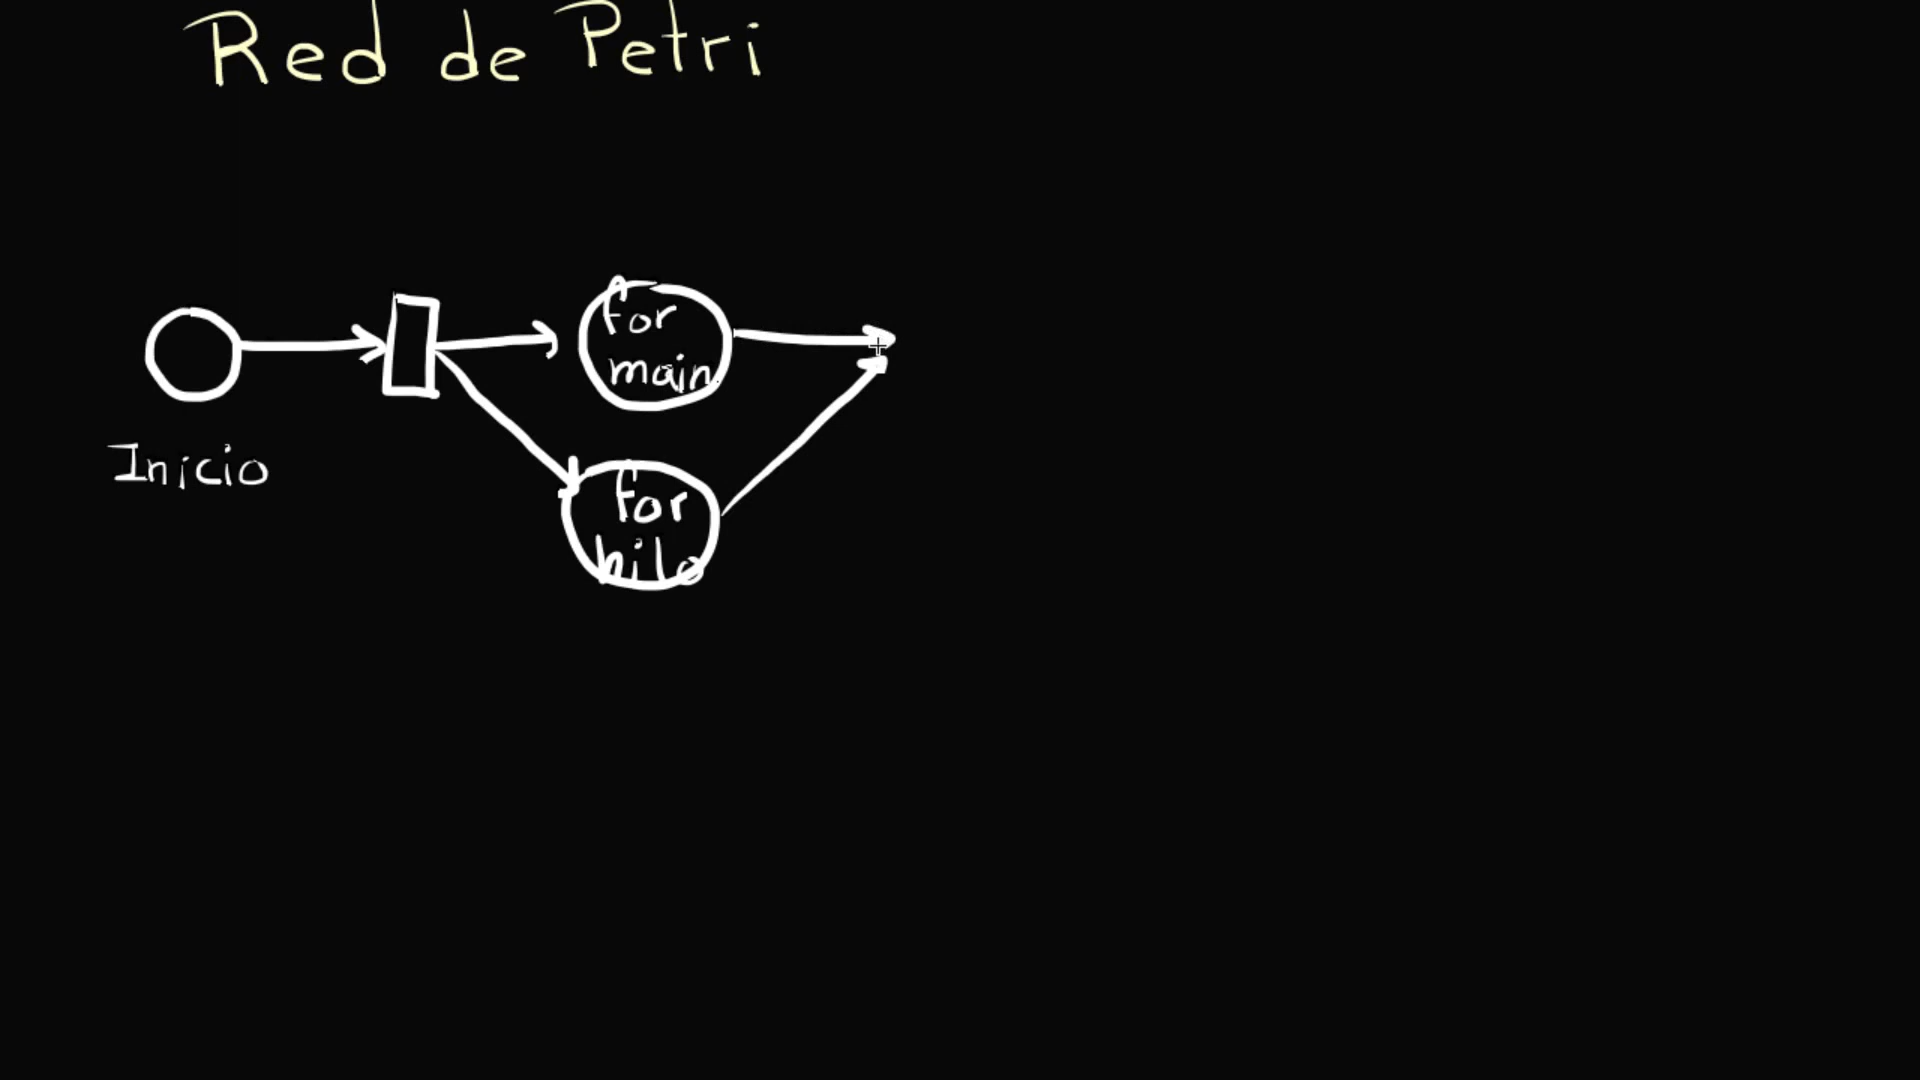 Red de Petri
for
main
Inicio
for
hilo